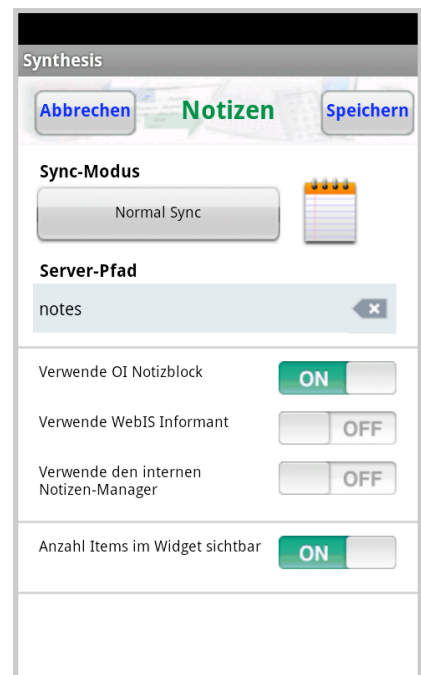 Synthesis
Abbrechen Notizen Speichern
Sync-Modus
Normal Sync
Server-Pfad
notes
Verwende OI Notizblock ON
Verwende WebIS Informant OFF
Verwende den internen
Notizen-Manager OFF
Anzahl Items im Widget sichtbar ON